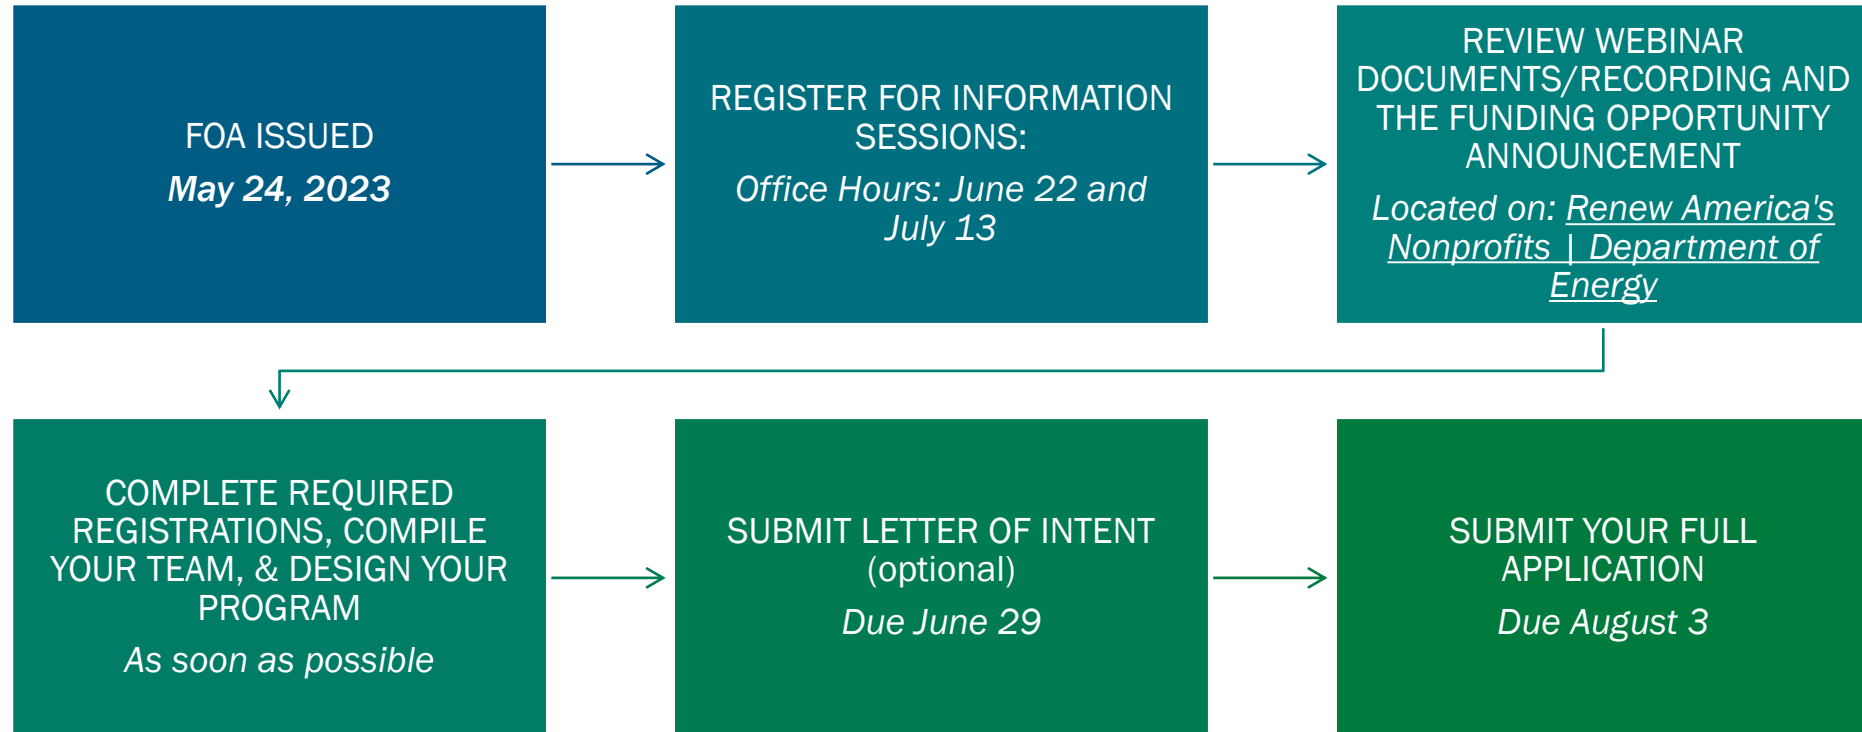 FOA ISSUED
May 24, 2023
REGISTER FOR INFORMATION
SESSIONS:
Office Hours: June 22 and
July 13
REVIEW WEBINAR
DOCUMENTS/RECORDING AND
THE FUNDING OPPORTUNITY
ANNOUNCEMENT
Located on: Renew America's
Nonprofits | Department of
Energy
COMPLETE REQUIRED
REGISTRATIONS, COMPILE
YOUR TEAM, & DESIGN YOUR
PROGRAM
As soon as possible
SUBMIT LETTER OF INTENT
(optional)
Due June 29
SUBMIT YOUR FULL
APPLICATION
Due August 3